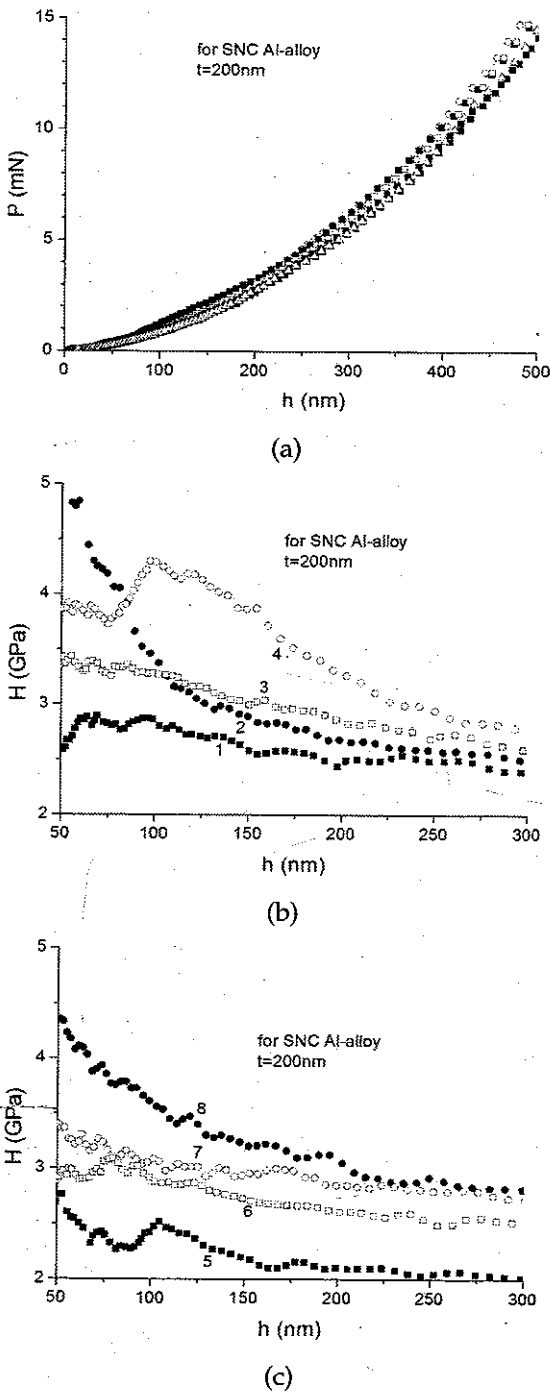 15
for SNC Al-alloy
t=200nm
10
P (mN)
5
0
0 100 200 300 400 500
h (nm)
(a)
5
for SNC Al-alloy
t=200nm
4
H (GPa)
4
3
3
2
1
2
50 100 150 200 250 300
h (nm)
(b)
5
for SNC Al-alloy
t=200nm
4
H (GPa)
8
7
3
6
5
2
50 100 150 200 250 300
h (nm)
(c)